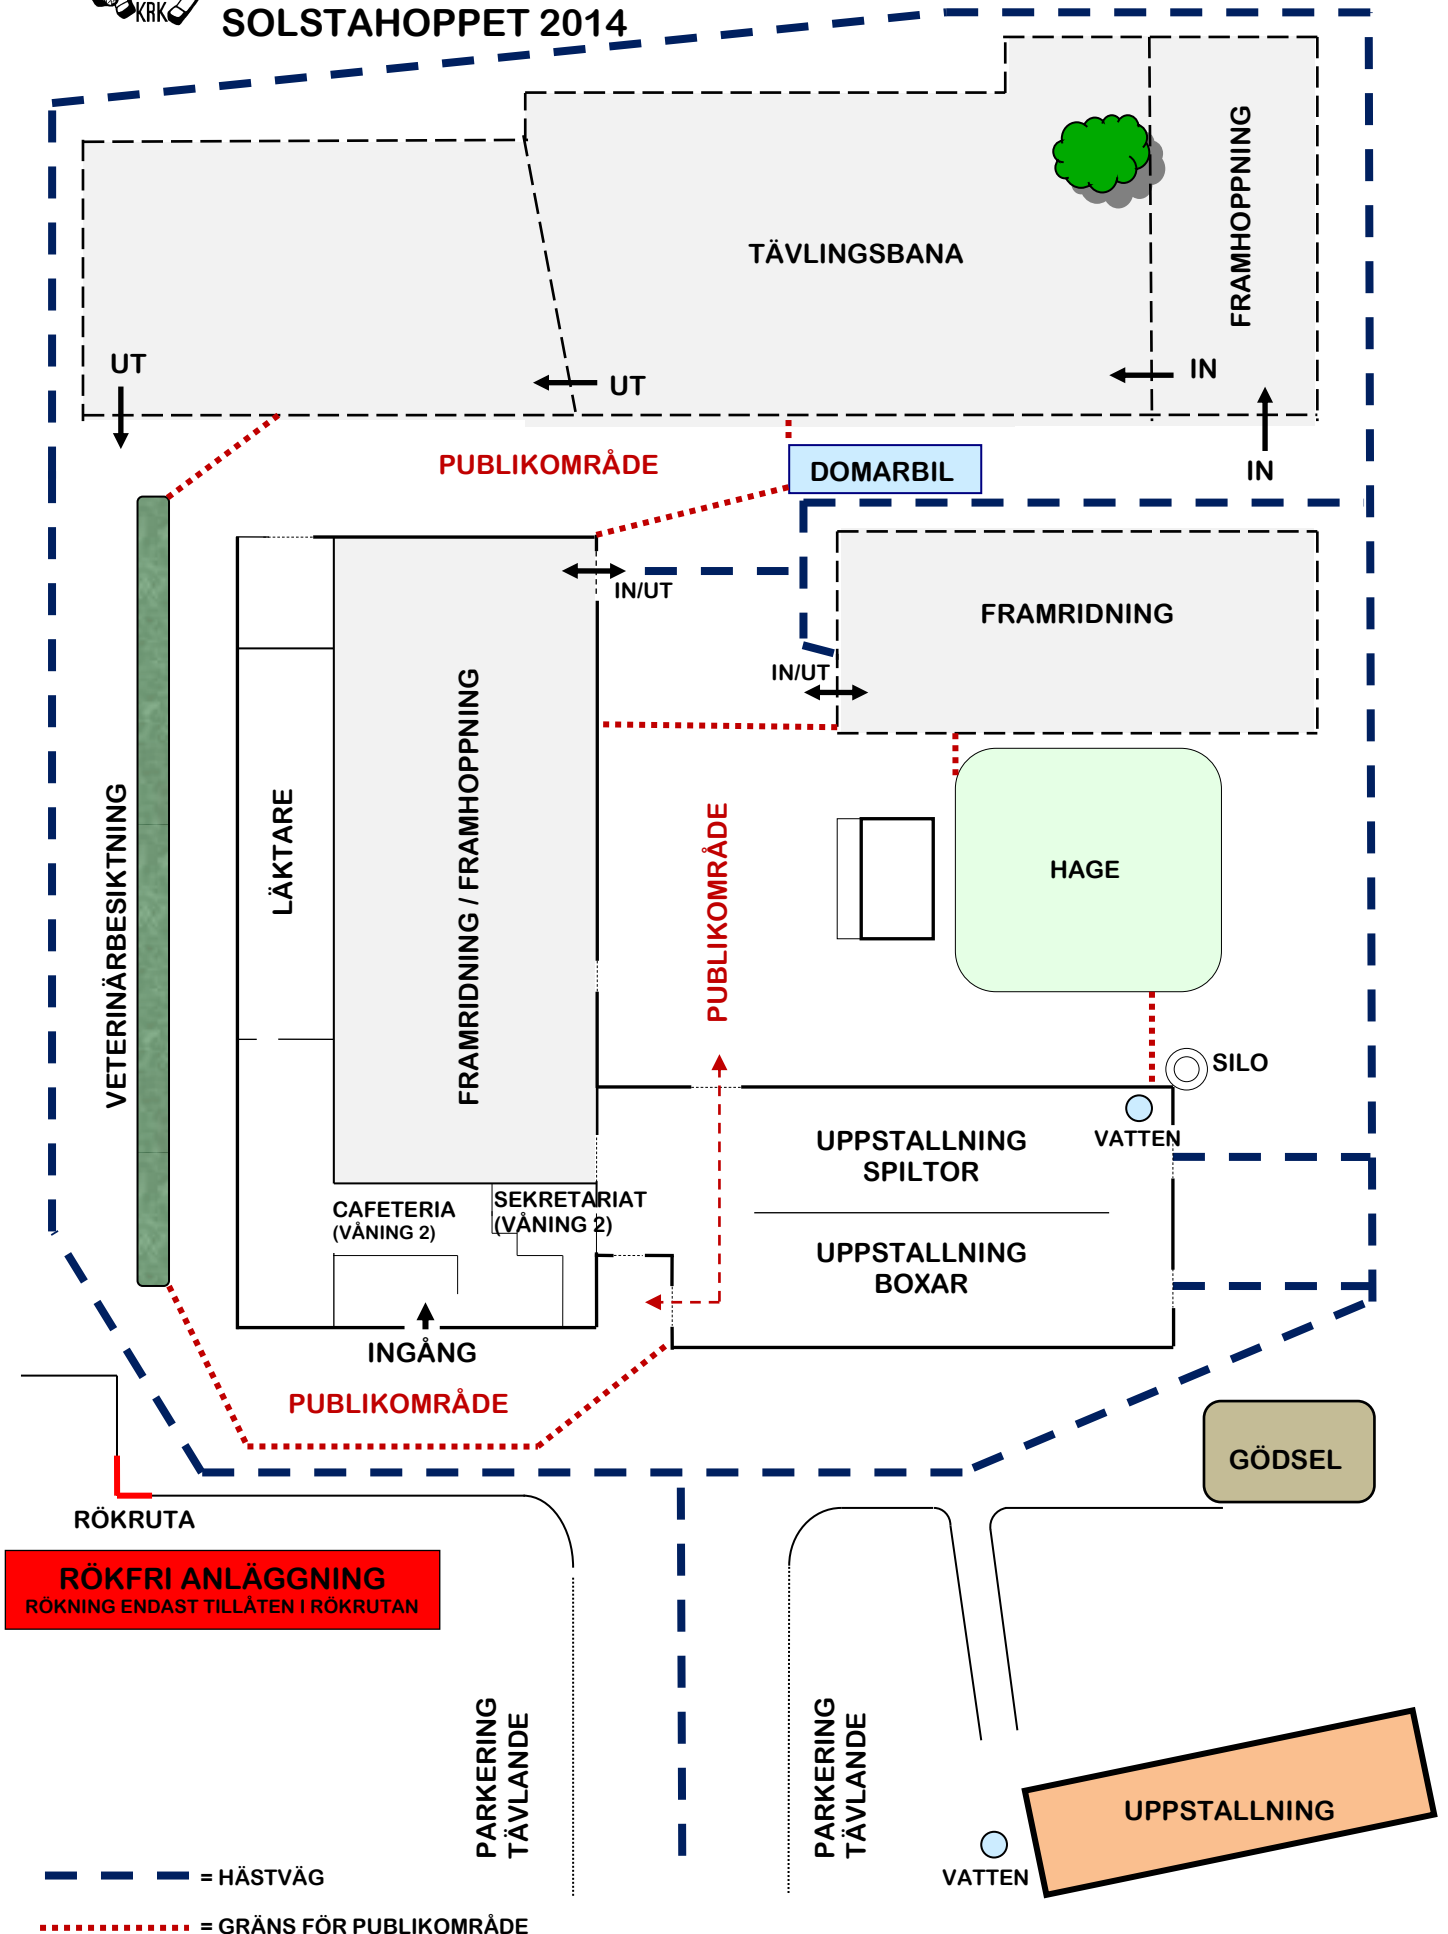 KRK
SOLSTAHOPPET 2014
FRAMHOPPNING
TÄVLINGSBANA
UT
UT
IN
IN
PUBLIKOMRÅDE
DOMARBIL
IN/UT
FRAMRIDNING
IN/UT
VETERINÄRBESIKTNING
LÄKTARE
FRAMRIDNING / FRAMHOPPNING
PUBLIKOMRÅDE
HAGE
SILO
VATTEN
UPPSTALLNING
SPILTOR
UPPSTALLNING
BOXAR
CAFETERIA
(VÅNING 2)
SEKRETARIAT
(VÅNING 2)
INGÅNG
PUBLIKOMRÅDE
GÖDSEL
RÖKRUTA
RÖKFRI ANLÄGGNING
RÖKNING ENDAST TILLÅTEN I RÖKRUTAN
PARKERING
TÄVLANDE
PARKERING
TÄVLANDE
UPPSTALLNING
VATTEN
= HÄSTVÄG
= GRÄNS FÖR PUBLIKOMRÅDE